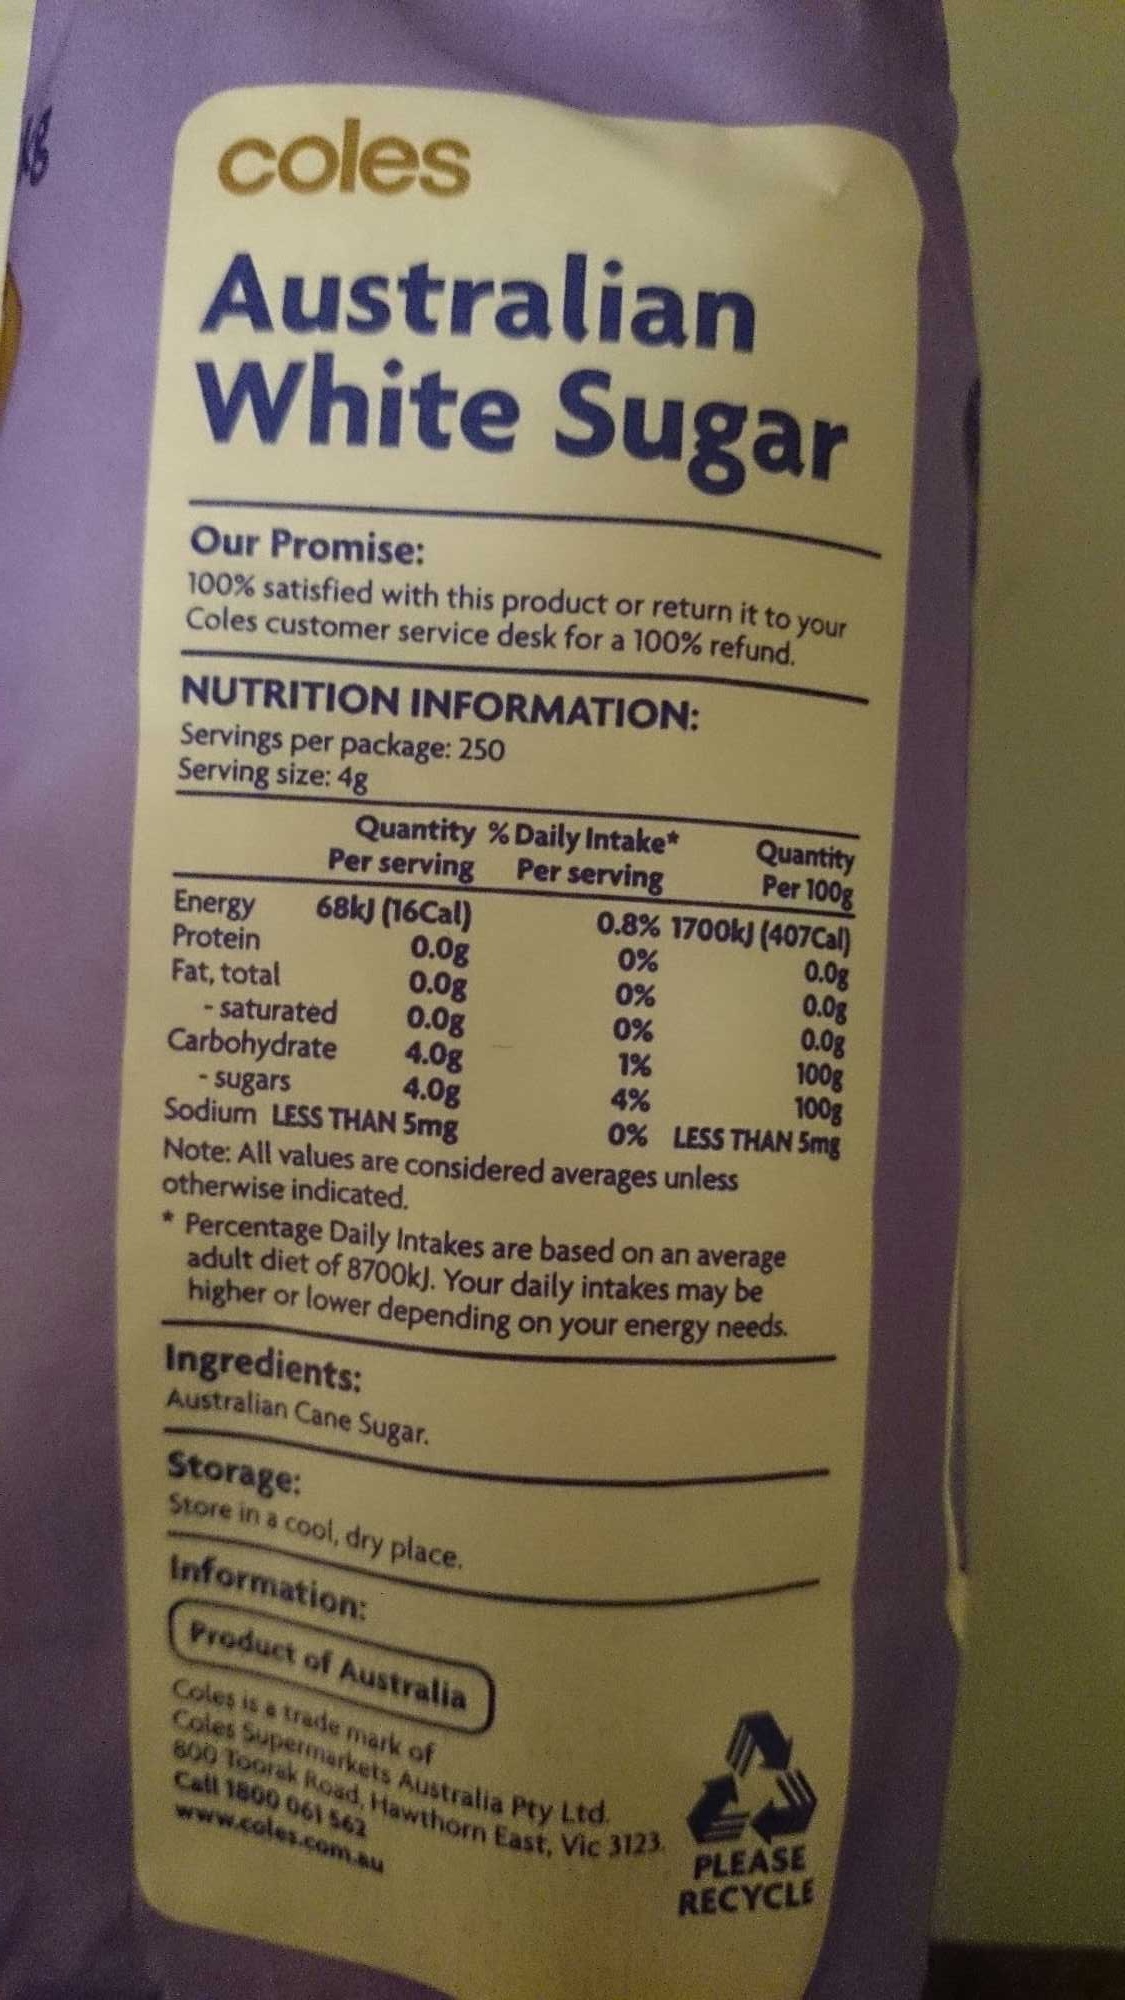 kg
coles
Australian
White Sugar
Our Promise:
100% satisfied with this product or return it to your
Coles customer service desk for a 100% refund.
NUTRITION INFORMATION:
Servings per package: 250
Serving size: 4g
Quantity % Daily Intake* Quantity
Per serving Per serving Per 100g
Energy 68kJ (16Cal) 0.8% 1700kJ (407Cal)
Protein 0.0g 0% 0.0g
Fat, total 0.0g 0% 0.0g
- saturated 0.0g 0% 0.0g
Carbohydrate 4.0g 1% 100g
- sugars 4.0g 4% 100g
Sodium LESS THAN 5mg 0% LESS THAN 5mg
Note: All values are considered averages unless
otherwise indicated.
* Percentage Daily Intakes are based on an average
adult diet of 8700kJ. Your daily intakes may be
higher or lower depending on your energy needs.
Ingredients:
Australian Cane Sugar.
Storage:
Store in a cool, dry place.
Information:
Product of Australia
Coles is a trade mark of
Coles Supermarkets Australia Pty Ltd.
800 Toorak Road, Hawthorn East, Vic 3123.
Call 1800 061 562
www.coles.com.au
PLEASE
RECYCLE